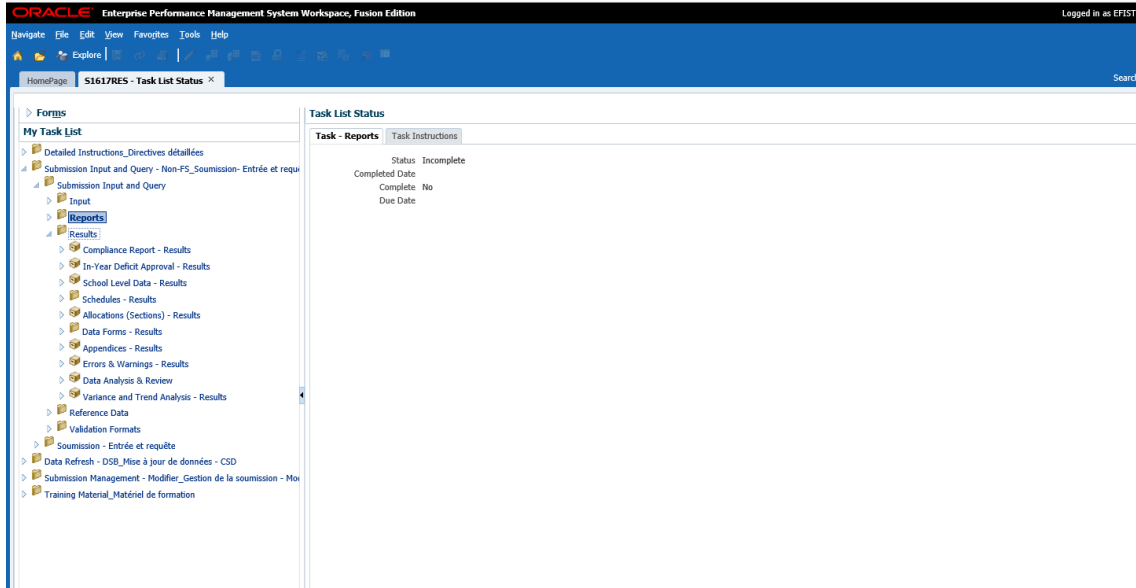 ORACLE Enterprise Performance Management System Workspace, Fusion Edition
Logged in as EFIST
Navigate File Edit View Favorites Tools Help
Explore
HomePage S1617RES - Task List Status ×
Search
Forms
My Task List
Detailed Instructions_Directives détaillées
Submission Input and Query - Non-FS_Soumission- Entrée et requê
Submission Input and Query
Input
Reports
Results
Compliance Report - Results
In-Year Deficit Approval - Results
School Level Data - Results
Schedules - Results
Allocations (Sections) - Results
Data Forms - Results
Appendices - Results
Errors & Warnings - Results
Data Analysis & Review
Variance and Trend Analysis - Results
Reference Data
Validation Formats
Soumission - Entrée et requête
Data Refresh - DSB_Mise à jour de données - CSD
Submission Management - Modifier_Gestion de la soumission - Mod
Training Material_Matériel de formation
Task List Status
Task - Reports Task Instructions
Status Incomplete
Completed Date
Complete No
Due Date